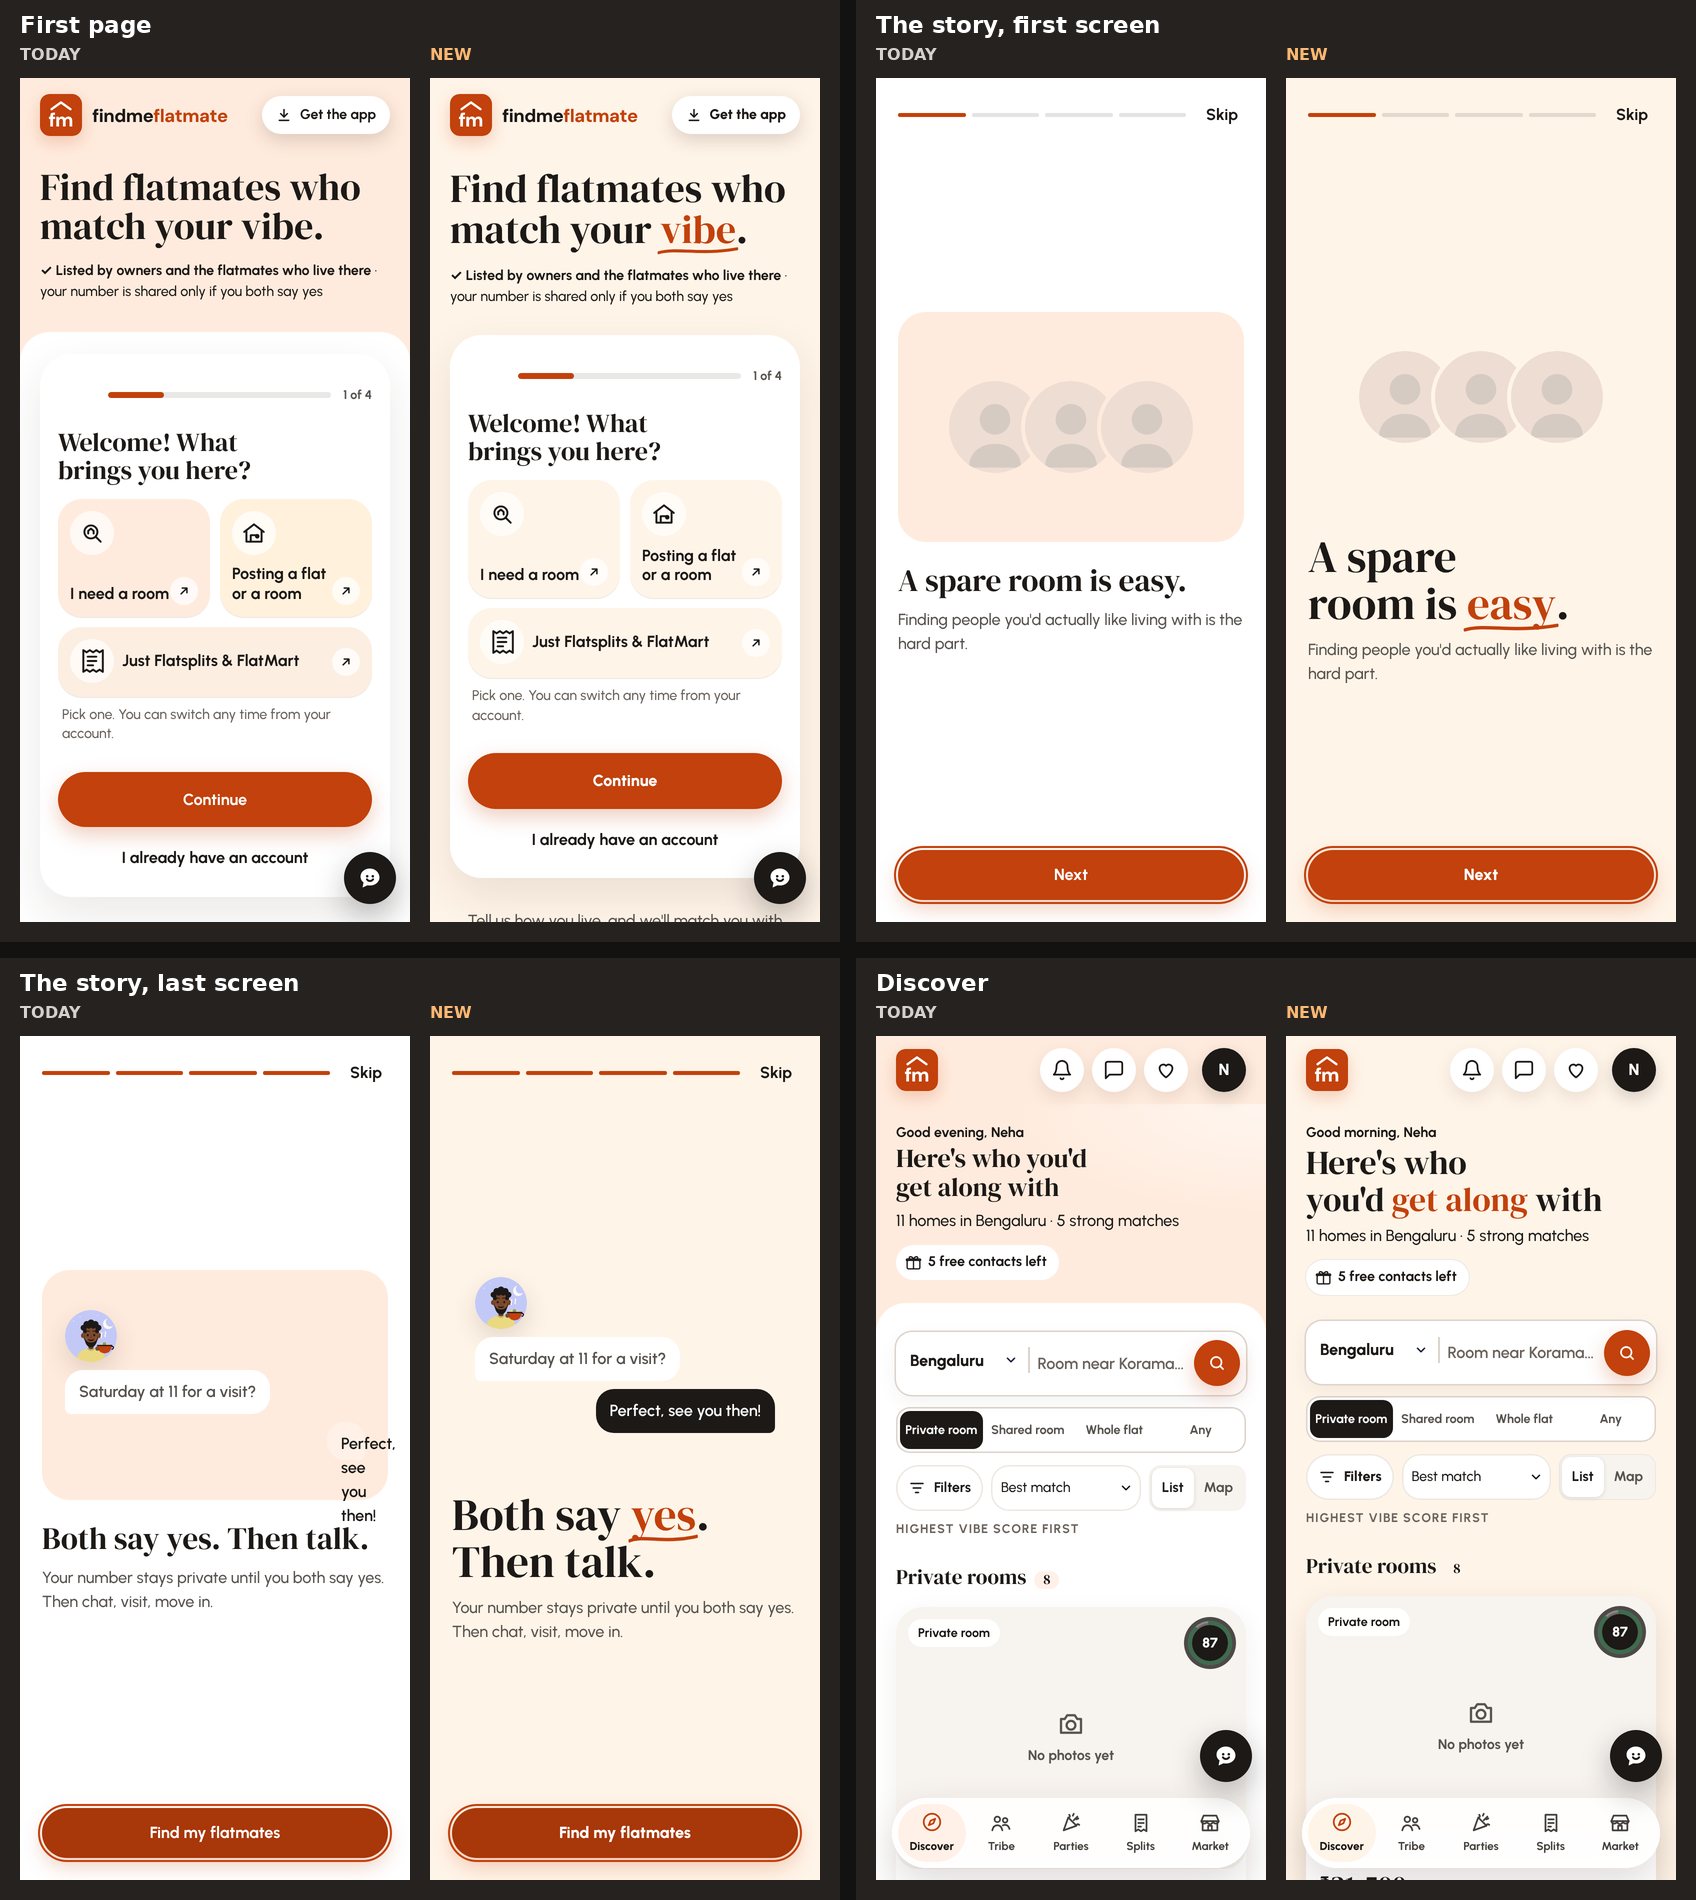 First page
TODAY
fm findmeflatmate
Get the app
Find flatmates who
match your vibe.
✓ Listed by owners and the flatmates who live there ·
your number is shared only if you both say yes
1 of 4
Welcome! What
brings you here?
I need a room
Posting a flat
or a room
Just Flatsplits & FlatMart
Pick one. You can switch any time from your
account.
Continue
I already have an account
NEW
fm findmeflatmate
Get the app
Find flatmates who
match your vibe.
✓ Listed by owners and the flatmates who live there ·
your number is shared only if you both say yes
1 of 4
Welcome! What
brings you here?
I need a room
Posting a flat
or a room
Just Flatsplits & FlatMart
Pick one. You can switch any time from your
account.
Continue
I already have an account
Tell us how you live, and we'll match you with
The story, first screen
TODAY
Skip
A spare room is easy.
Finding people you'd actually like living with is the
hard part.
Next
NEW
Skip
A spare
room is easy.
Finding people you'd actually like living with is the
hard part.
Next
The story, last screen
TODAY
Skip
Saturday at 11 for a visit?
Perfect,
see
you
then!
Both say yes. Then talk.
Your number stays private until you both say yes.
Then chat, visit, move in.
Find my flatmates
NEW
Skip
Saturday at 11 for a visit?
Perfect, see you then!
Both say yes.
Then talk.
Your number stays private until you both say yes.
Then chat, visit, move in.
Find my flatmates
Discover
TODAY
fm
N
Good evening, Neha
Here's who you'd
get along with
11 homes in Bengaluru · 5 strong matches
5 free contacts left
Bengaluru
Room near Korama...
Private room
Shared room
Whole flat
Any
Filters
Best match
List
Map
HIGHEST VIBE SCORE FIRST
Private rooms 8
Private room
87
No photos yet
Discover
Tribe
Parties
Splits
Market
NEW
fm
N
Good morning, Neha
Here's who
you'd get along with
11 homes in Bengaluru · 5 strong matches
5 free contacts left
Bengaluru
Room near Korama...
Private room
Shared room
Whole flat
Any
Filters
Best match
List
Map
HIGHEST VIBE SCORE FIRST
Private rooms 8
Private room
87
No photos yet
Discover
Tribe
Parties
Splits
Market